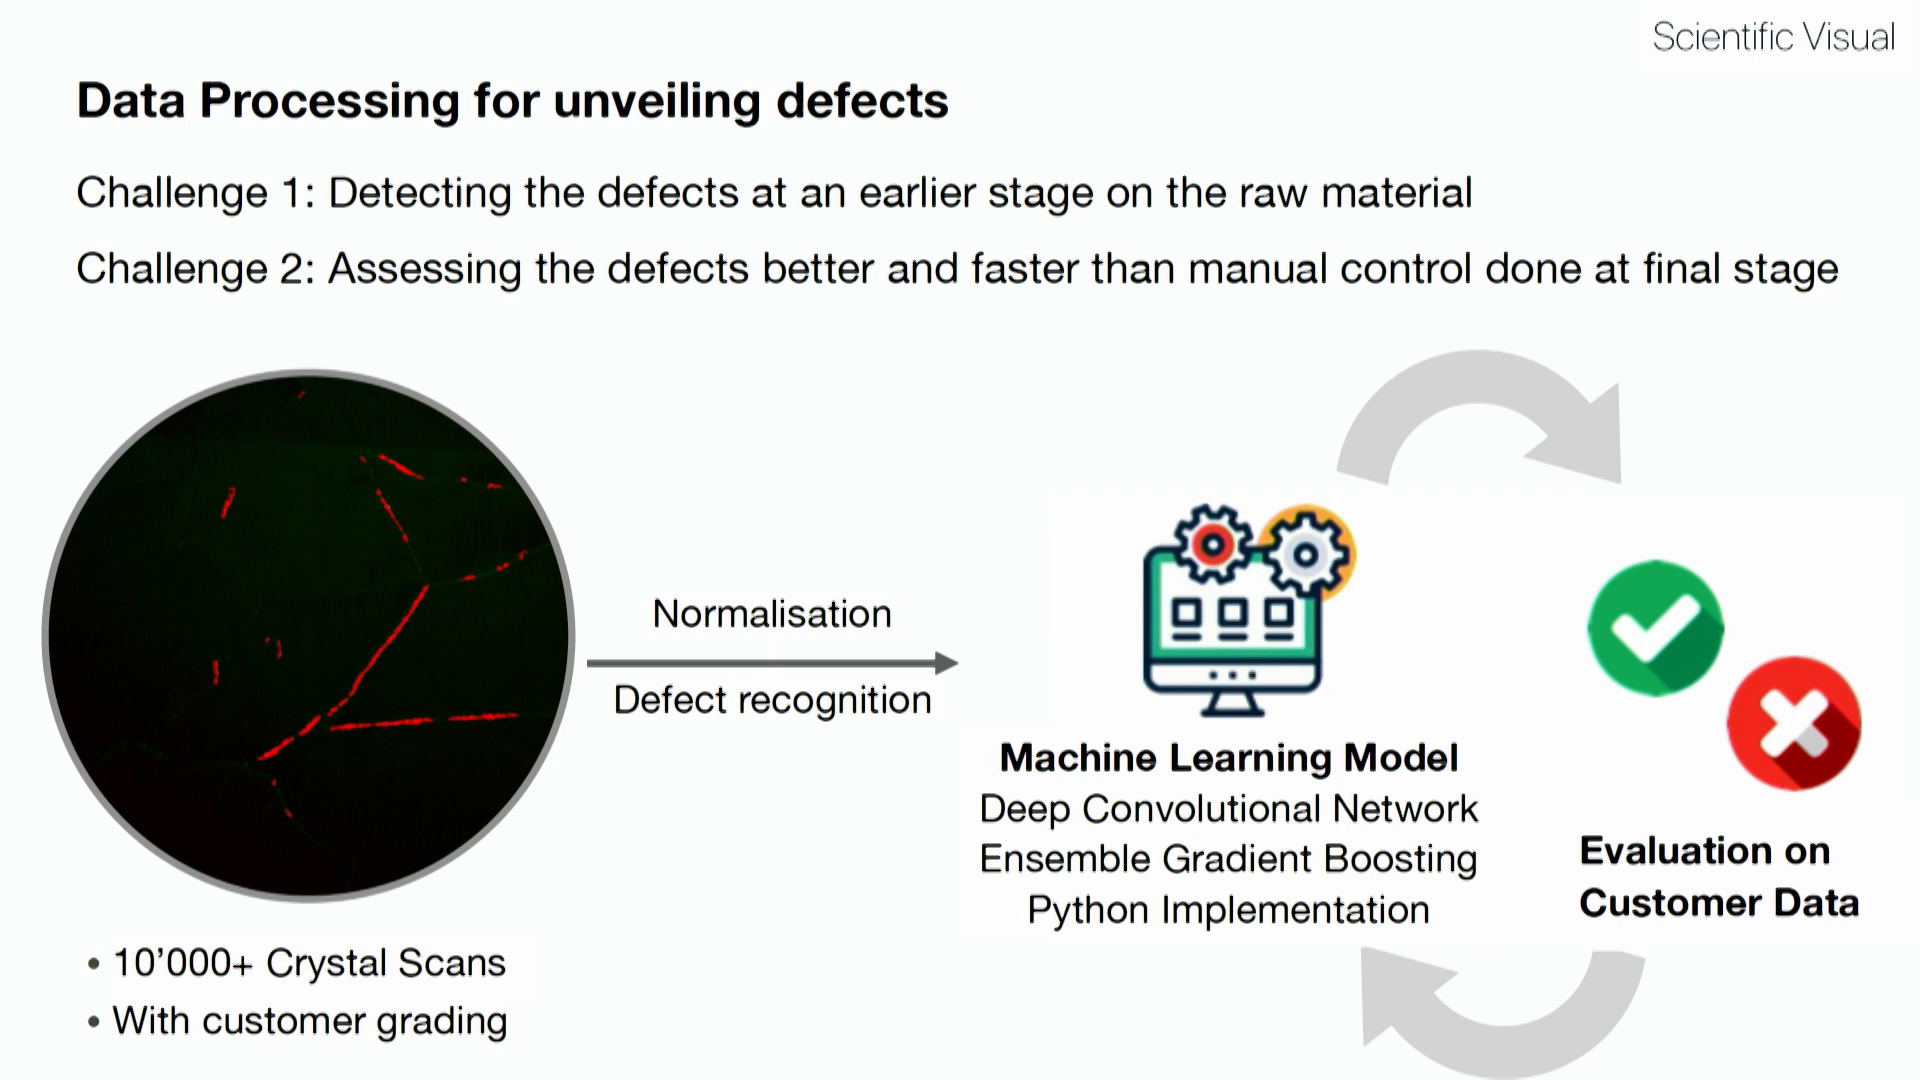 Scientific Visual
Data Processing for unveiling defects
Challenge 1: Detecting the defects at an earlier stage on the raw material
Challenge 2: Assessing the defects better and faster than manual control done at final stage
Normalisation
Defect recognition
Machine Learning Model
Deep Convolutional Network
Ensemble Gradient Boosting
Python Implementation
Evaluation on
Customer Data
• 10’000+ Crystal Scans
• With customer grading